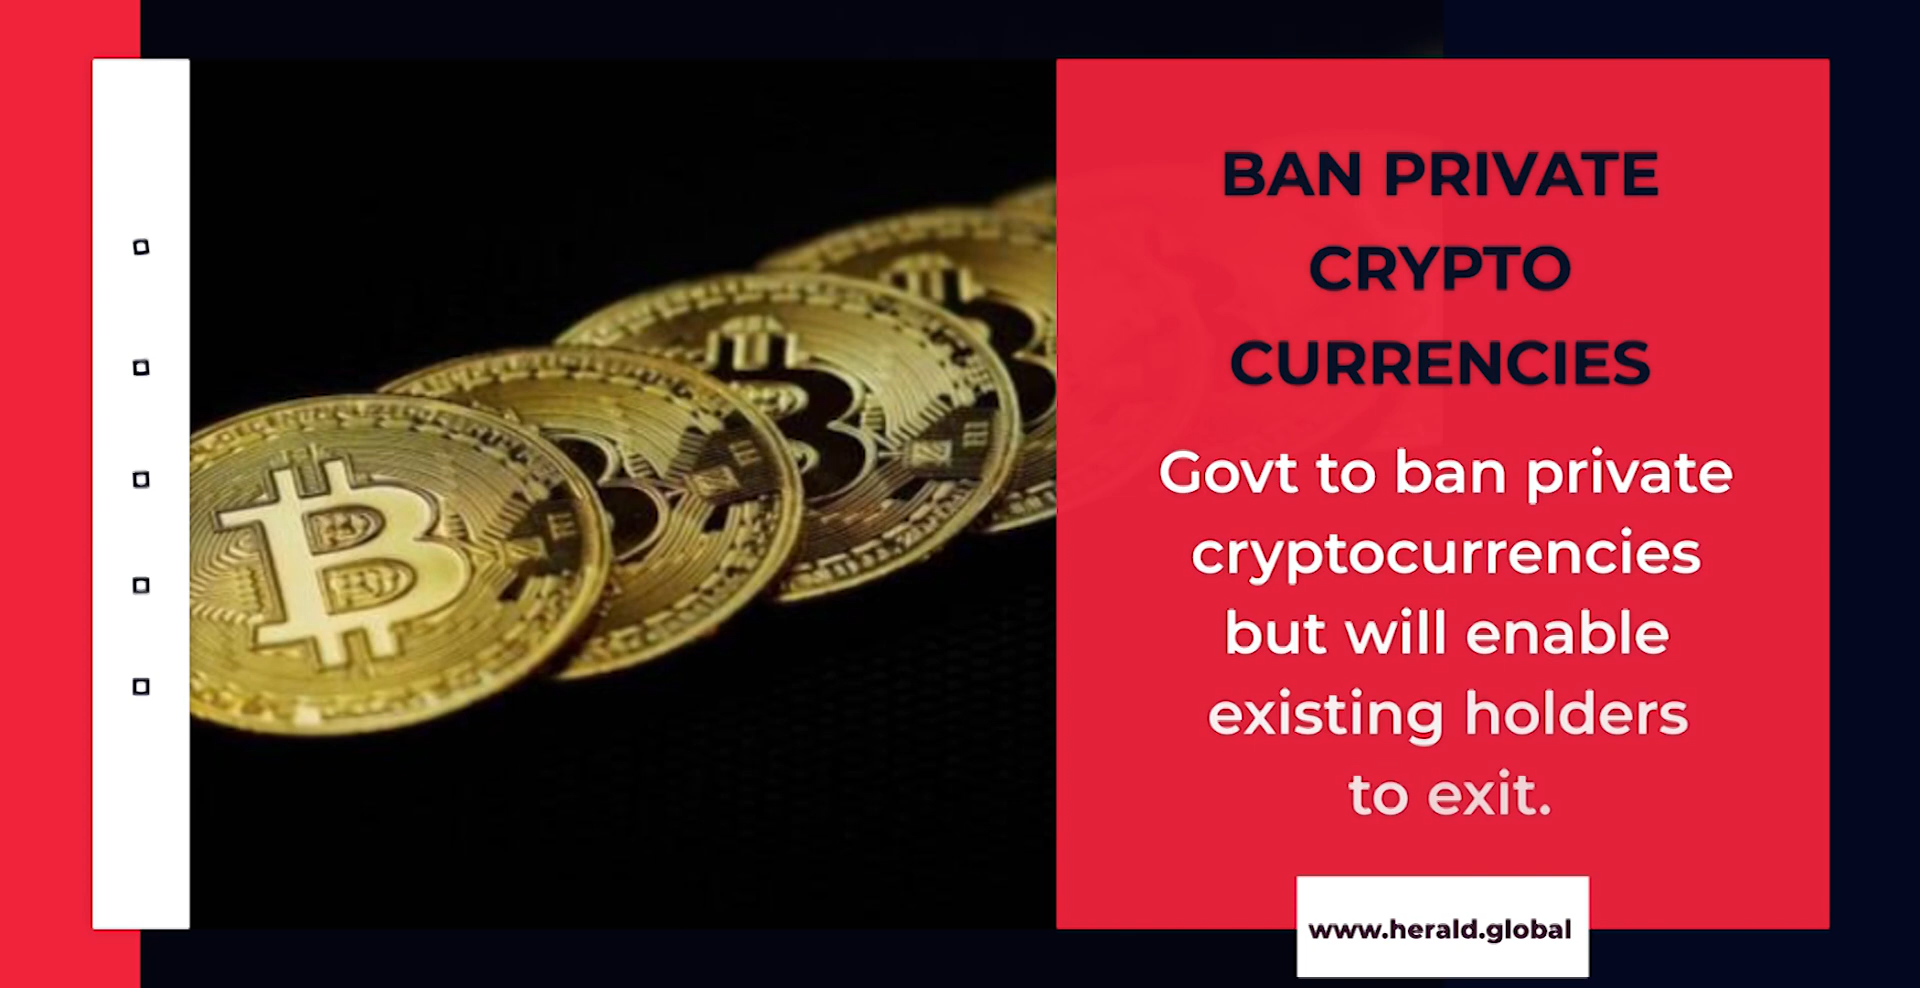 BAN PRIVATE
CRYPTO
CURRENCIES
Govt to ban private
cryptocurrencies
but will enable
existing holders
to exit.
www.herald.global